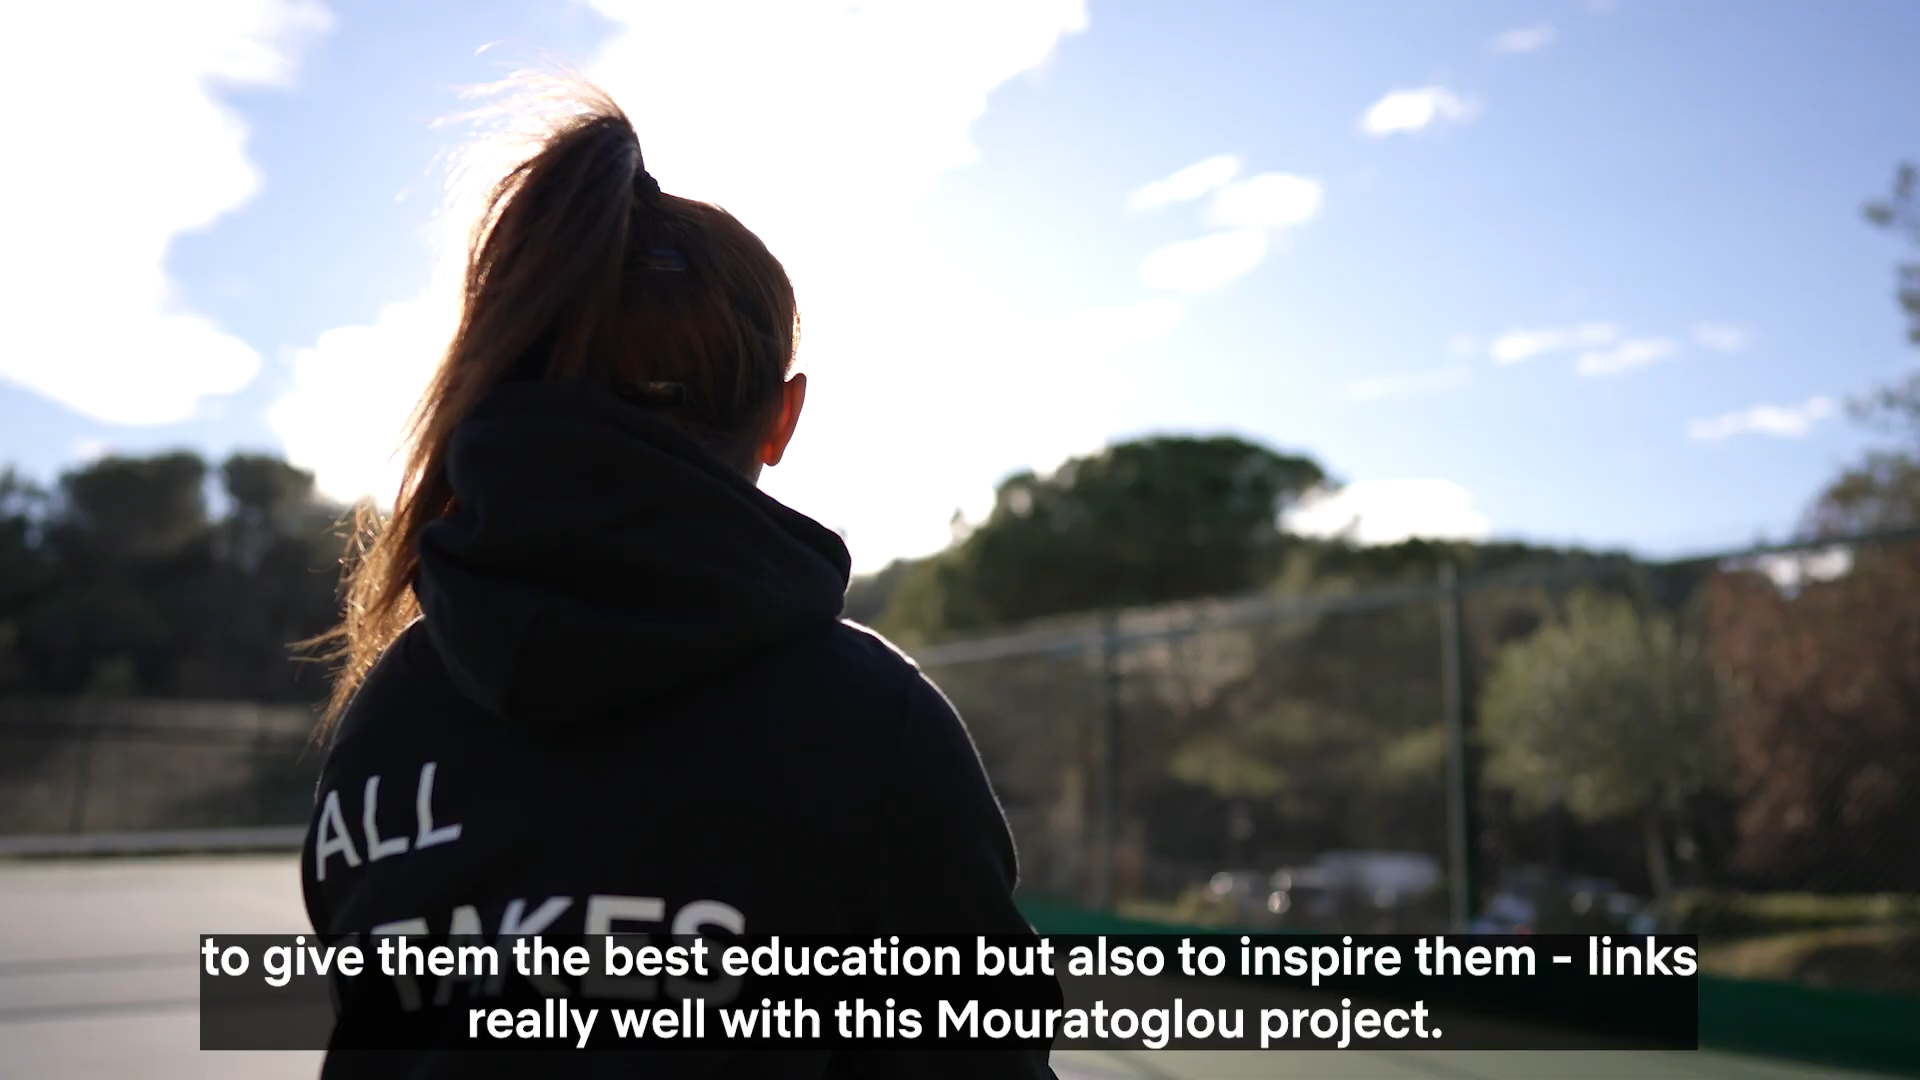 ALL
TAKES
to give them the best education but also to inspire them - links
really well with this Mouratoglou project.